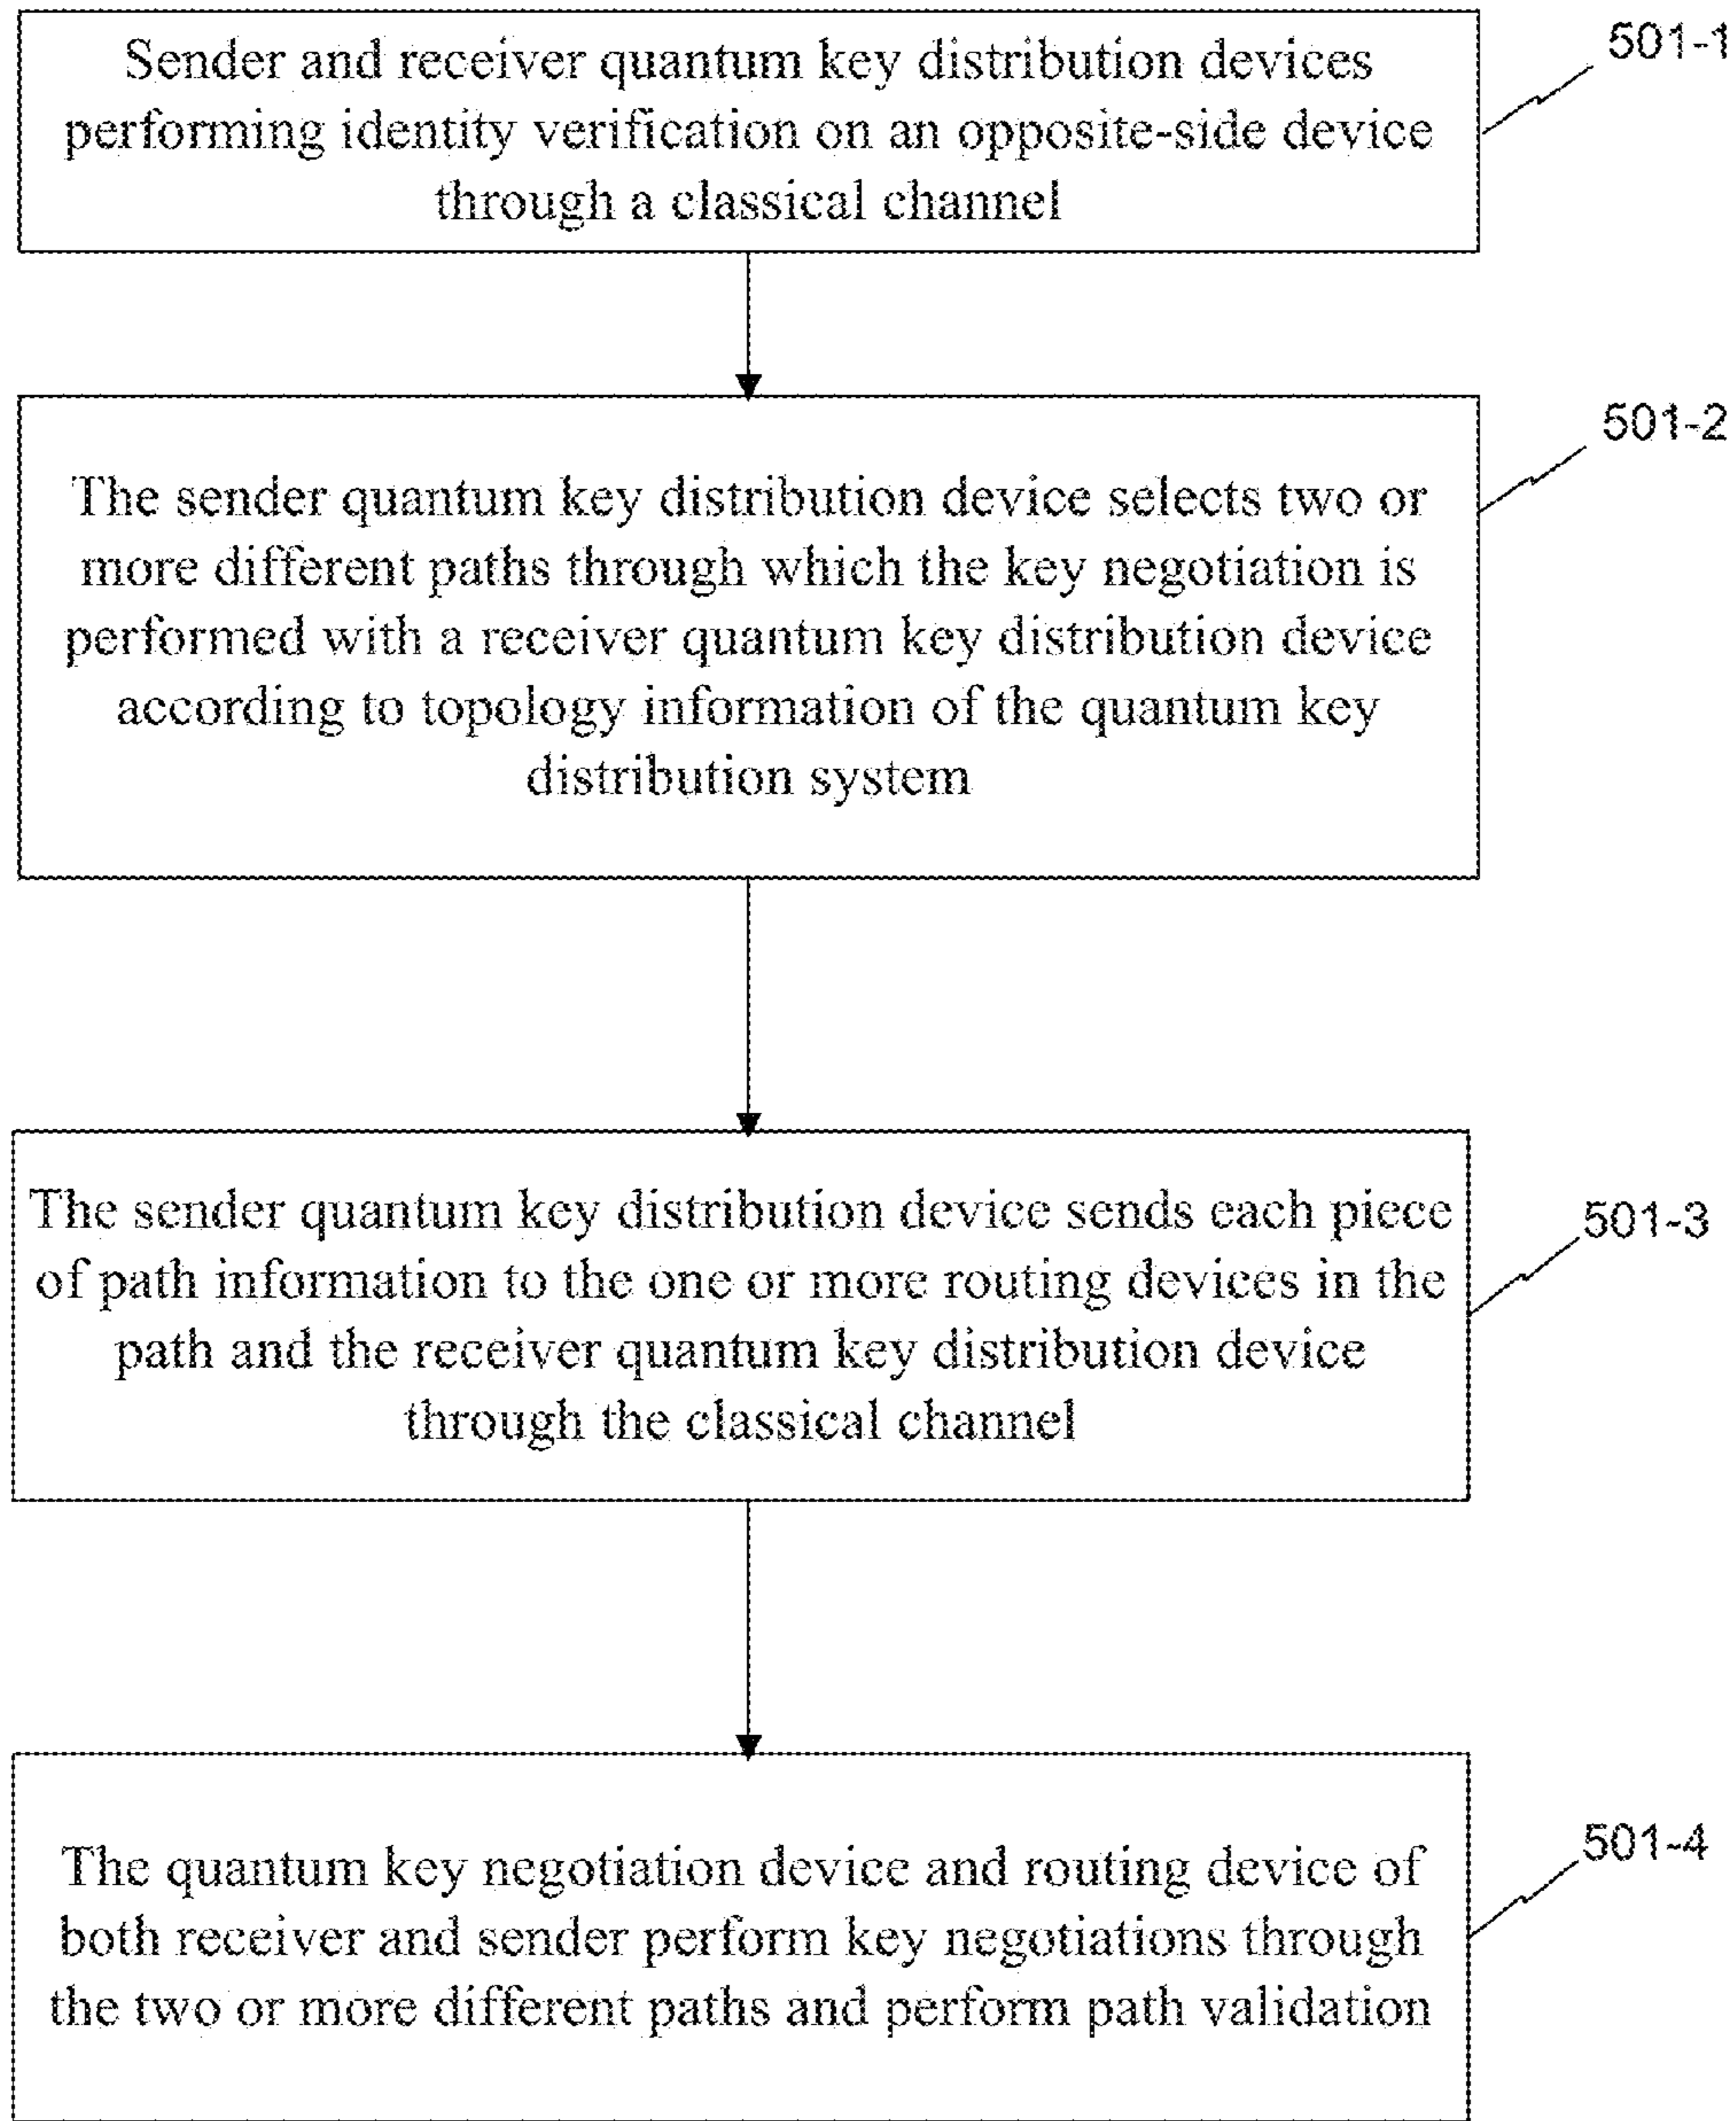 Sender and receiver quantum key distribution devices
performing identity verification on an opposite-side device
through a classical channel
501-1
The sender quantum key distribution device selects two or
more different paths through which the key negotiation is
performed with a receiver quantum key distribution device
according to topology information of the quantum key
distribution system
501-2
The sender quantum key distribution device sends each piece
of path information to the one or more routing devices in the
path and the receiver quantum key distribution device
through the classical channel
501-3
The quantum key negotiation device and routing device of
both receiver and sender perform key negotiations through
the two or more different paths and perform path validation
501-4